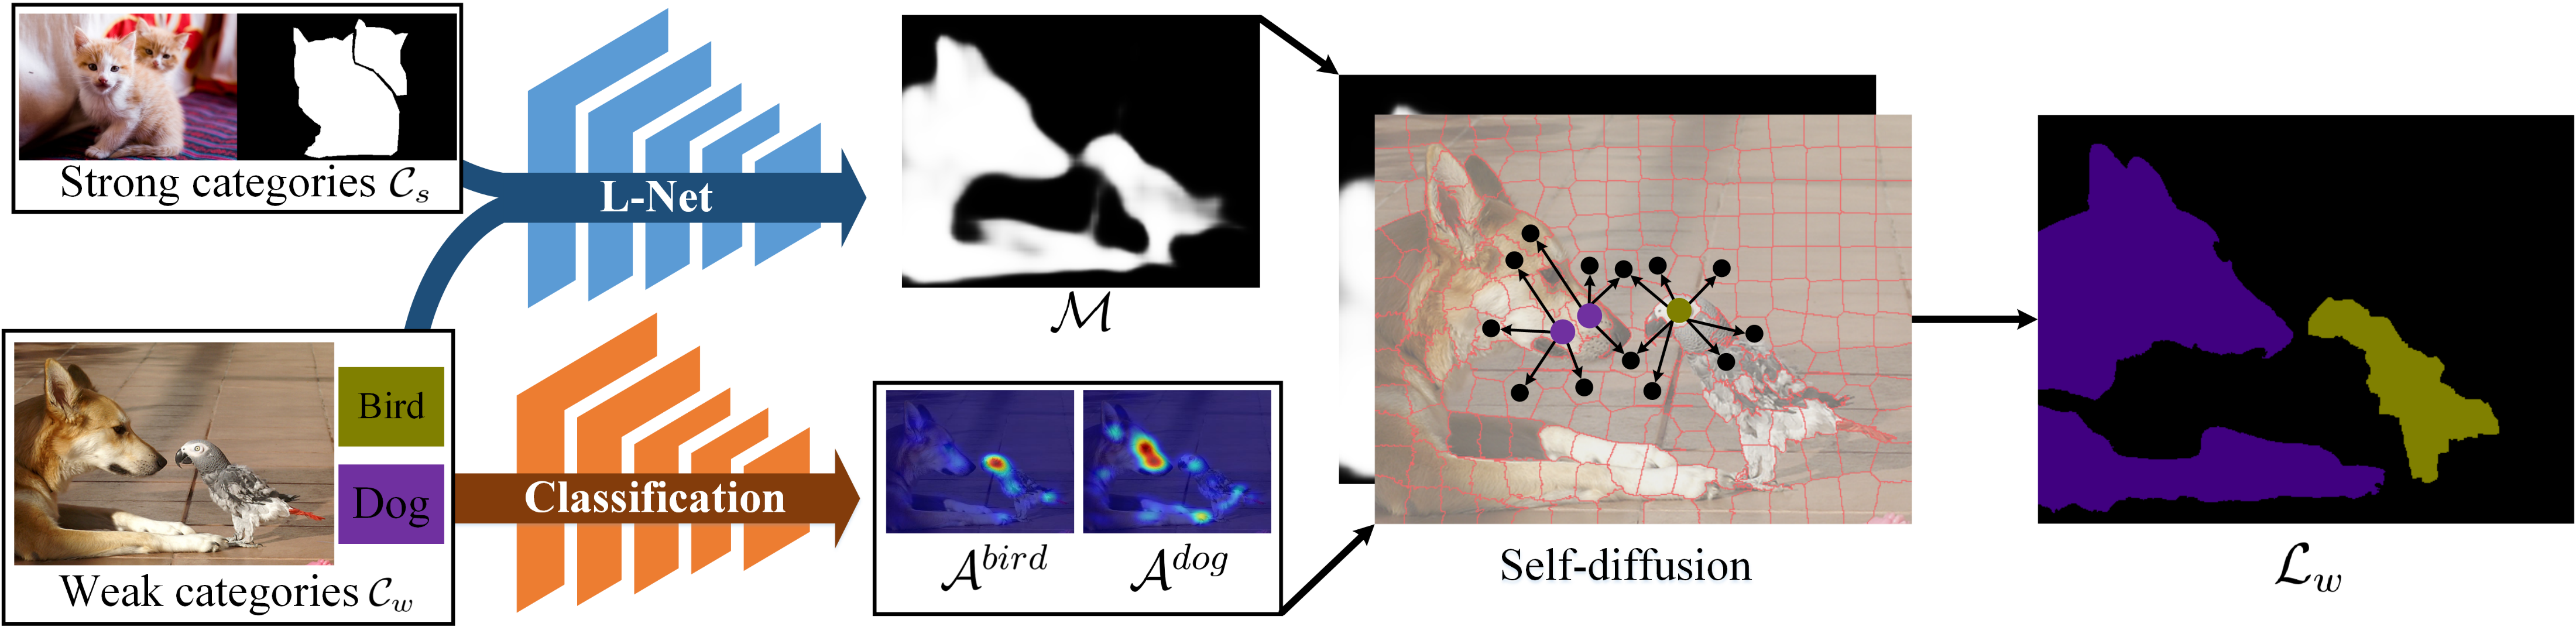 Strong categories 𝒞ₛ
L-Net
ℳ
Bird
Dog
Weak categories 𝒞_w
Classification
𝒜^{bird}
𝒜^{dog}
Self-diffusion
ℒ_w